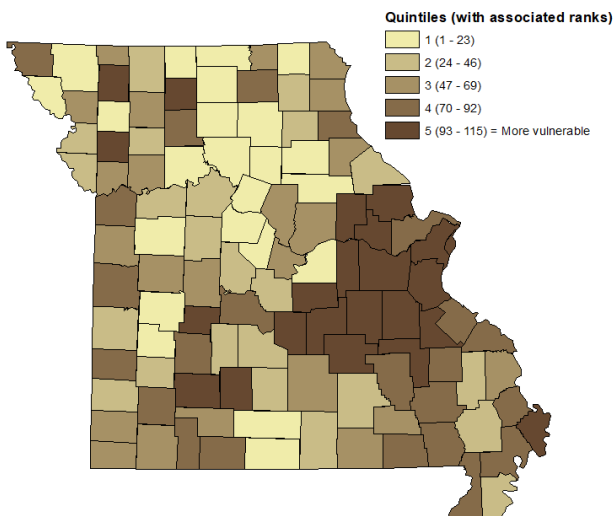 Quintiles (with associated ranks)
1 (1 - 23)
2 (24 - 46)
3 (47 - 69)
4 (70 - 92)
5 (93 - 115) = More vulnerable